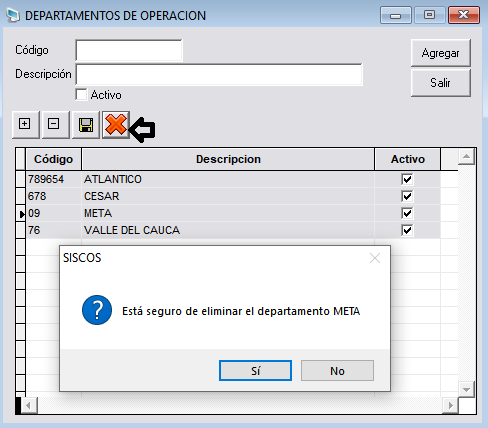 DEPARTAMENTOS DE OPERACION
Código
Descripción
Activo
Agregar
Salir
Código Descripcion Activo
789654 ATLANTICO
678 CESAR
09 META
76 VALLE DEL CAUCA
SISCOS
Está seguro de eliminar el departamento META
Sí No